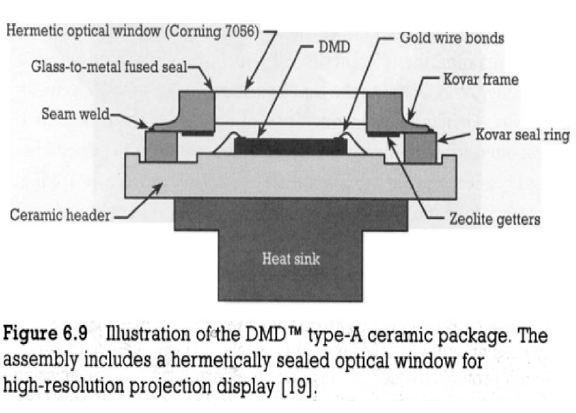 Hermetic optical window (Corning 7056)
DMD
Gold wire bonds
Glass-to-metal fused seal
Kovar frame
Seam weld
Kovar seal ring
Ceramic header
Zeolite getters
Heat sink
Figure 6.9 Illustration of the DMD™ type-A ceramic package. The
assembly includes a hermetically sealed optical window for
high-resolution projection display [19].